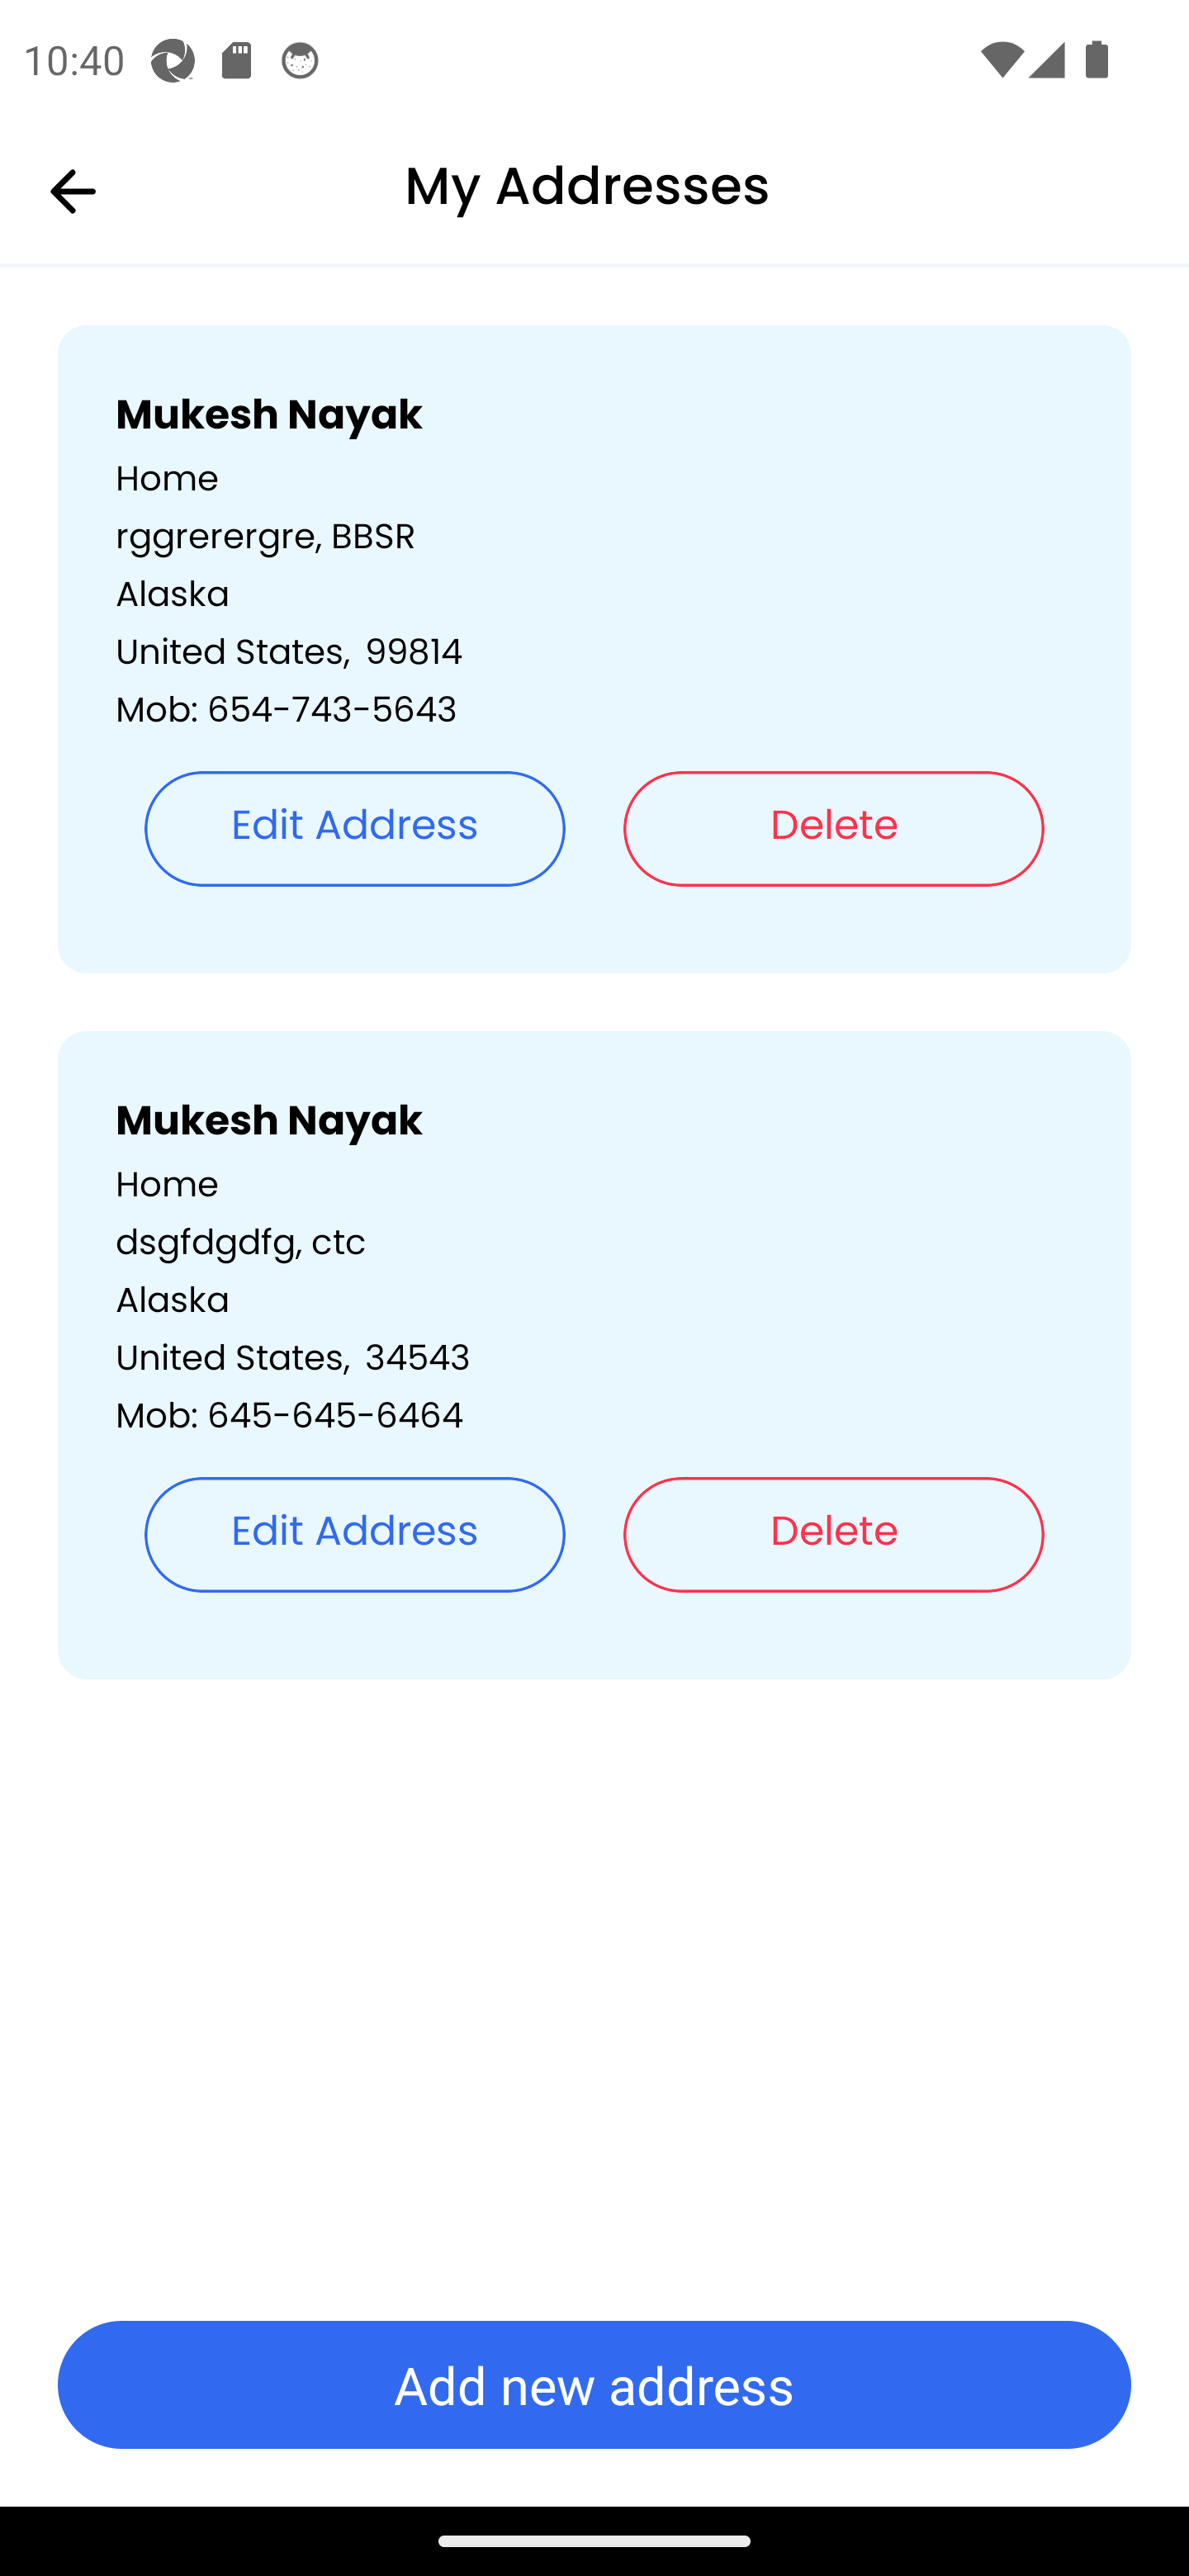 10:40
My Addresses
Mukesh Nayak
Home
rggrerergre, BBSR
Alaska
United States, 99814
Mob: 654-743-5643
Edit Address Delete
Mukesh Nayak
Home
dsgfdgdfg, ctc
Alaska
United States, 34543
Mob: 645-645-6464
Edit Address Delete
Add new address